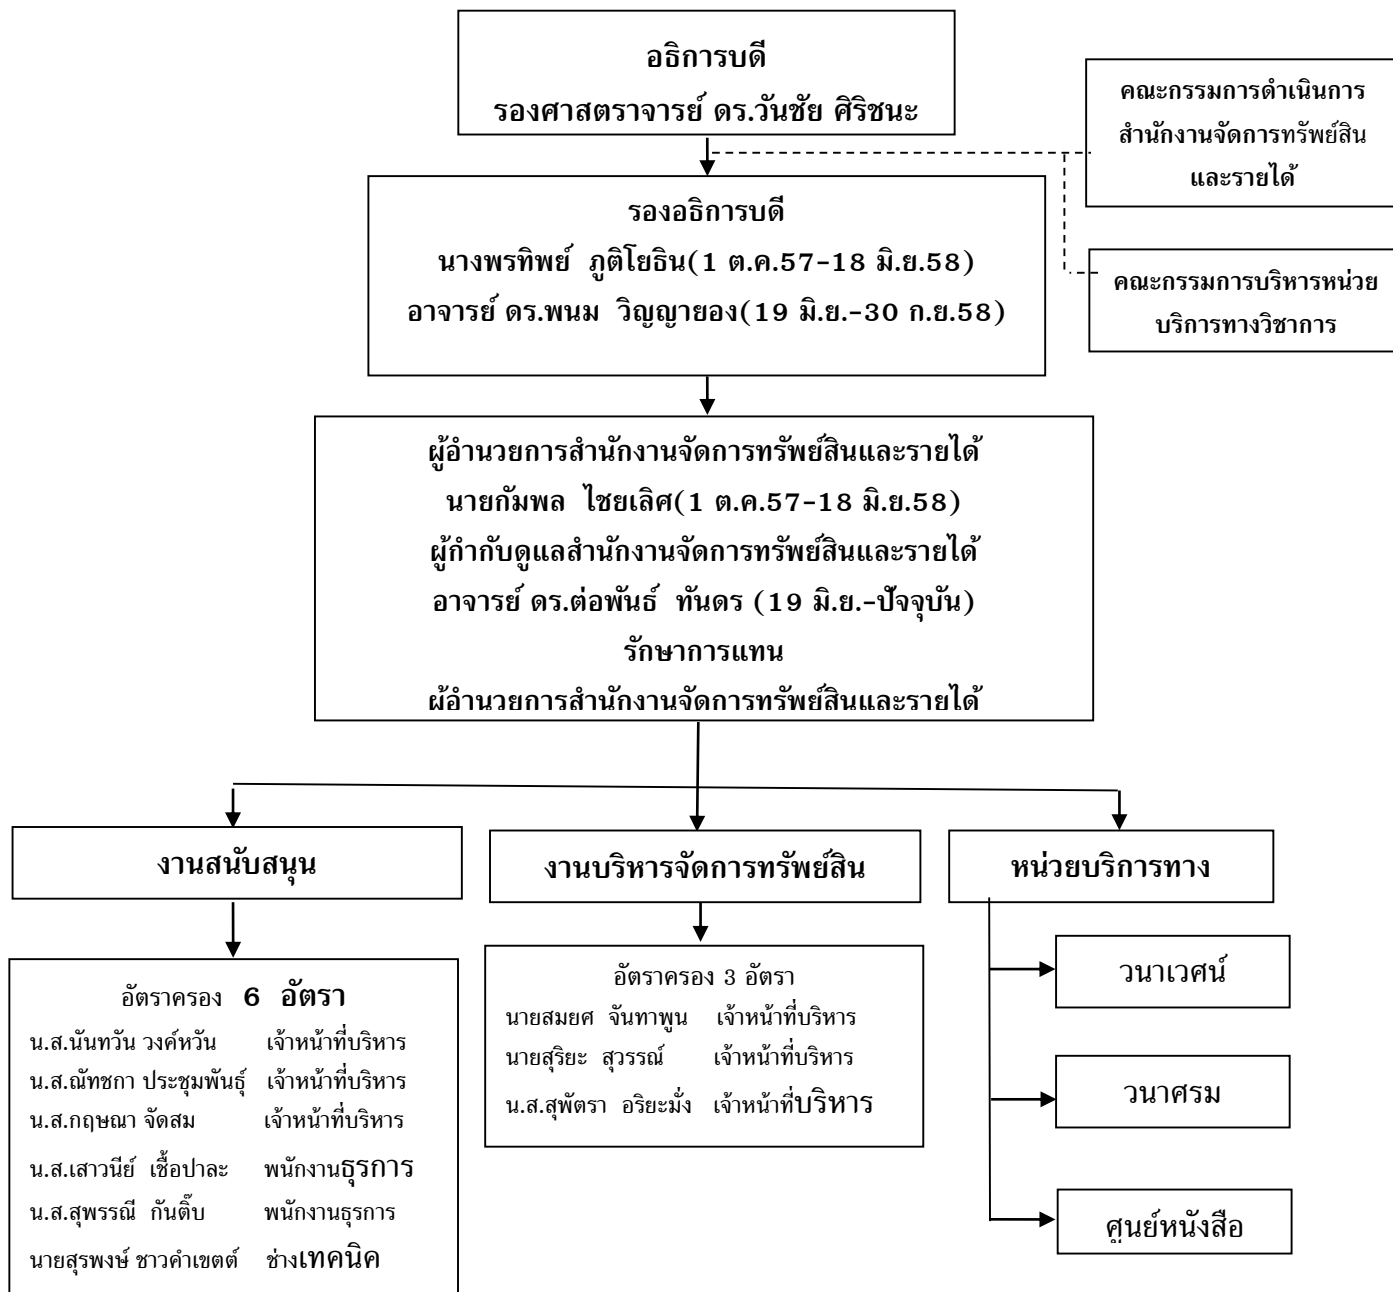 อธิการบดี
รองศาสตราจารย์ ดร.วันชัย ศิริชนะ
คณะกรรมการดำเนินการ
สำนักงานจัดการทรัพย์สิน
และรายได้
รองอธิการบดี
นางพรทิพย์ ภูติโยธิน(1 ต.ค.57-18 มิ.ย.58)
อาจารย์ ดร.พนม วิญญายอง(19 มิ.ย.-30 ก.ย.58)
คณะกรรมการบริหารหน่วย
บริการทางวิชาการ
ผู้อำนวยการสำนักงานจัดการทรัพย์สินและรายได้
นายกัมพล ไชยเลิศ(1 ต.ค.57-18 มิ.ย.58)
ผู้กำกับดูแลสำนักงานจัดการทรัพย์สินและรายได้
อาจารย์ ดร.ต่อพันธ์ ทันดร (19 มิ.ย.-ปัจจุบัน)
รักษาการแทน
ผู้อำนวยการสำนักงานจัดการทรัพย์สินและรายได้
งานสนับสนุน
อัตราครอง 6 อัตรา
น.ส.นันทวัน วงค์หวัน เจ้าหน้าที่บริหาร
น.ส.ณัทชกา ประชุมพันธุ์ เจ้าหน้าที่บริหาร
น.ส.กฤษณา จัดสม เจ้าหน้าที่บริหาร
น.ส.เสาวนีย์ เชื้อปาละ พนักงานธุรการ
น.ส.สุพรรณี กันติ๊บ พนักงานธุรการ
นายสุรพงษ์ ชาวคำเขตต์ ช่างเทคนิค
งานบริหารจัดการทรัพย์สิน
อัตราครอง 3 อัตรา
นายสมยศ จันทาพูน เจ้าหน้าที่บริหาร
นายสุริยะ สุวรรณ์ เจ้าหน้าที่บริหาร
น.ส.สุพัตรา อริยะมั่ง เจ้าหน้าที่บริหาร
หน่วยบริการทาง
วนาเวศน์
วนาศรม
ศูนย์หนังสือ